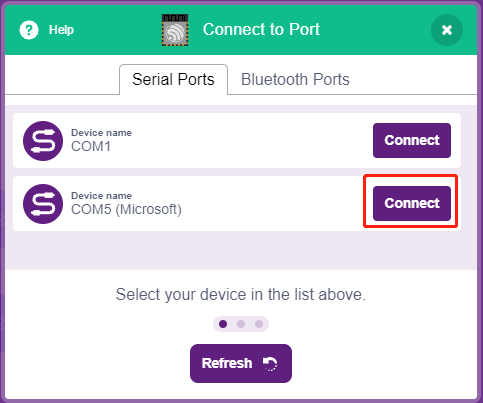 Help
Connect to Port
Serial Ports
Bluetooth Ports
Device name
COM1
Connect
Device name
COM5 (Microsoft)
Connect
Select your device in the list above.
Refresh